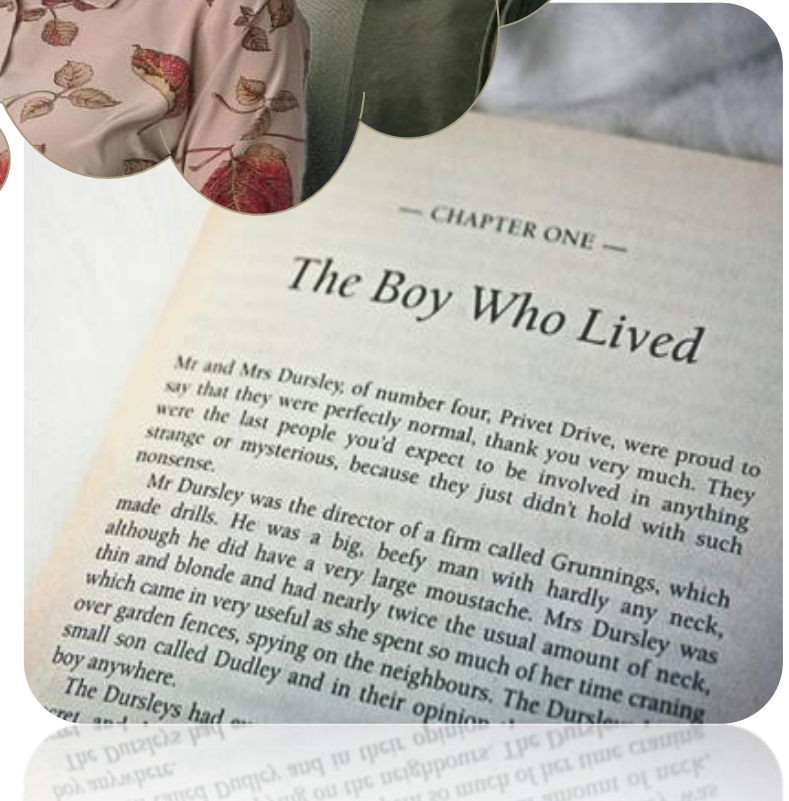 — CHAPTER ONE —
The Boy Who Lived
Mr and Mrs Dursley, of number four, Privet Drive, were proud to
say that they were perfectly normal, thank you very much. They
were the last people you'd expect to be involved in anything
strange or mysterious, because they just didn't hold with such
nonsense.
Mr Dursley was the director of a firm called Grunnings, which
made drills. He was a big, beefy man with hardly any neck,
although he did have a very large moustache. Mrs Dursley was
thin and blonde and had nearly twice the usual amount of neck,
which came in very useful as she spent so much of her time craning
over garden fences, spying on the neighbours. The Dursleys
small son called Dudley and in their opinion
boy anywhere.
The Dursleys had